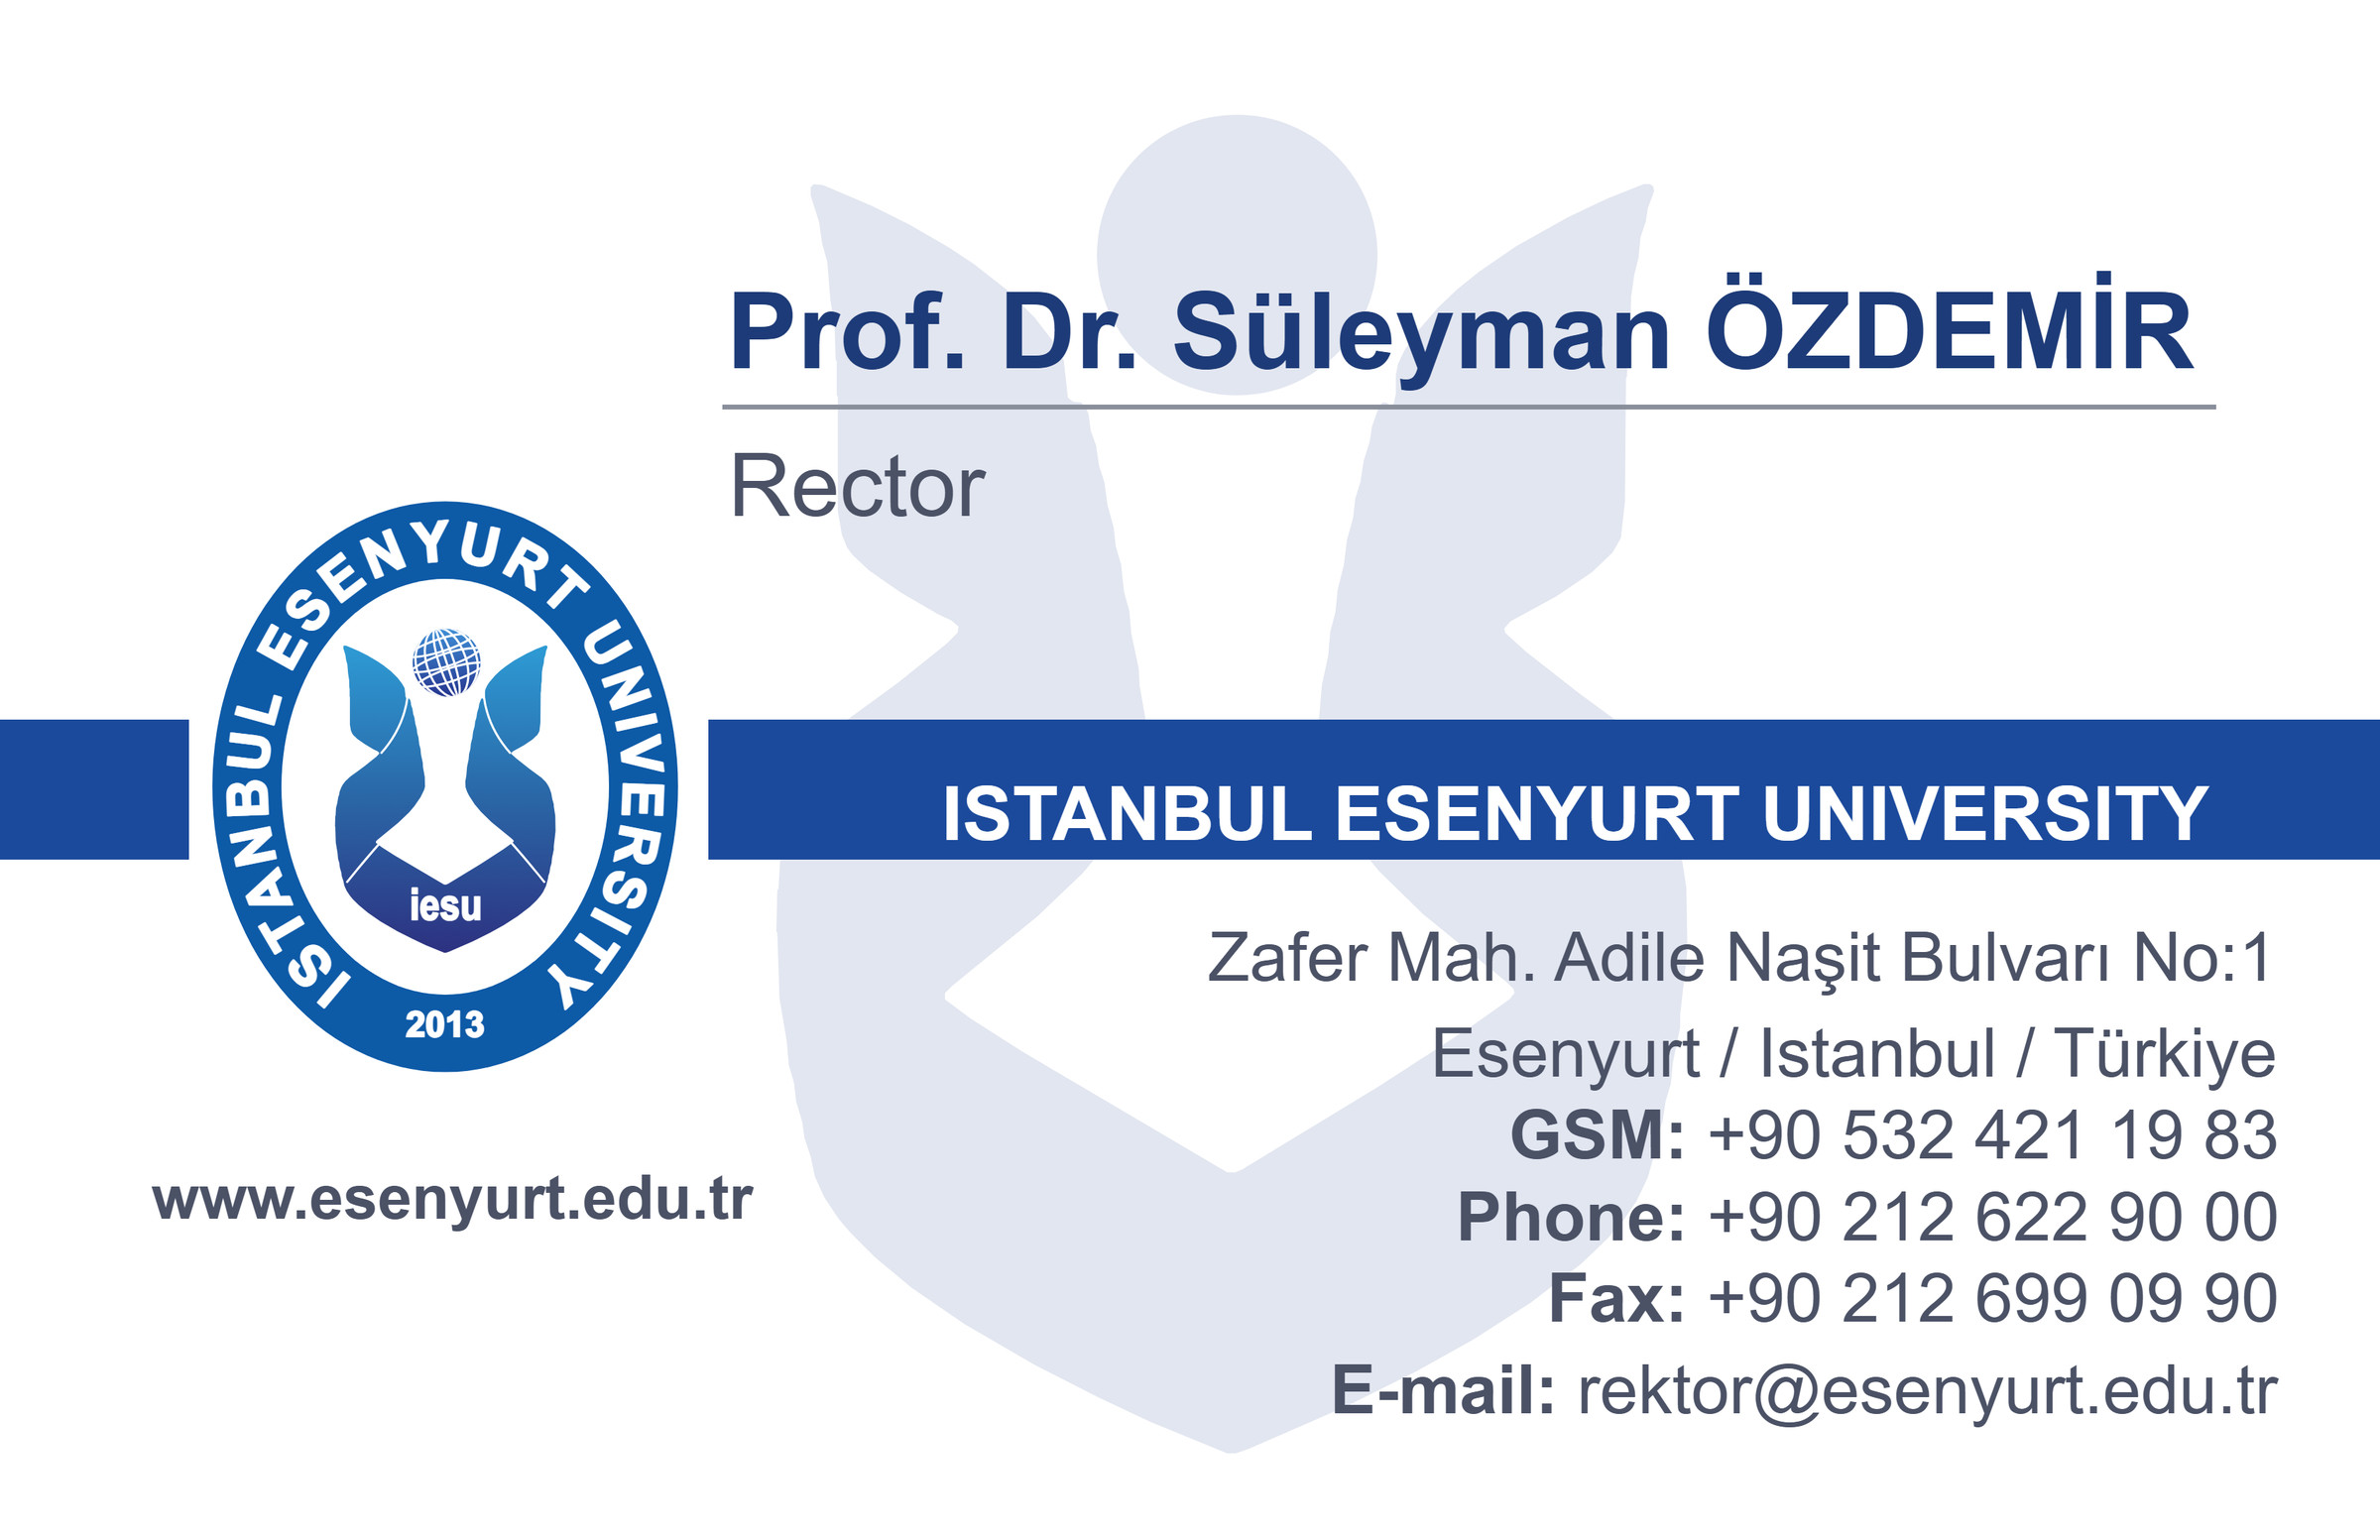 Prof. Dr. Süleyman ÖZDEMİR
Rector
ISTANBUL ESENYURT UNIVERSITY
iesu
2013
www.esenyurt.edu.tr
ISTANBUL ESENYURT UNIVERSITY
Zafer Mah. Adile Naşit Bulvarı No:1
Esenyurt / Istanbul / Türkiye
GSM: +90 532 421 19 83
Phone: +90 212 622 90 00
Fax: +90 212 699 09 90
E-mail: rektor@esenyurt.edu.tr